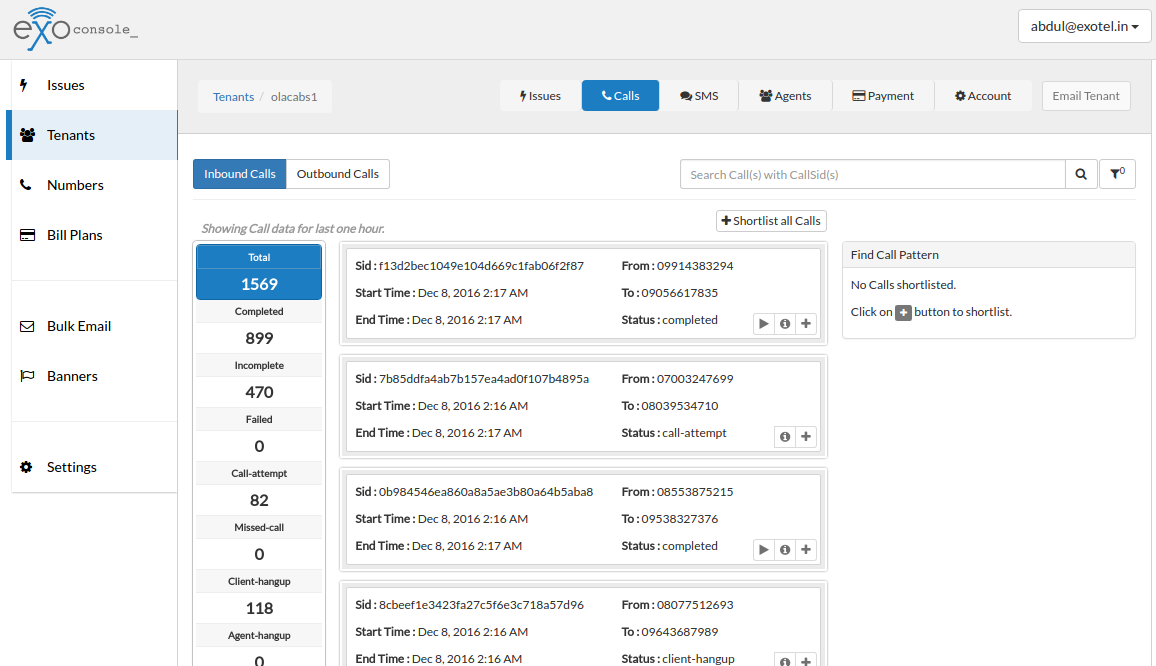 exo console_
abdul@exotel.in
Issues
Tenants
Numbers
Bill Plans
Bulk Email
Banners
Settings
Tenants / olacabs1
Issues Calls SMS Agents Payment Account Email Tenant
Inbound Calls Outbound Calls
Search Call(s) with CallSid(s)
0
Showing Call data for last one hour.
+ Shortlist all Calls
Total
1569
Completed
899
Incomplete
470
Failed
0
Call-attempt
82
Missed-call
0
Client-hangup
118
Agent-hangup
0
Sid : f13d2bec1049e104d669c1fab06f2f87 From : 09914383294
Start Time : Dec 8, 2016 2:17 AM To : 09056617835
End Time : Dec 8, 2016 2:17 AM Status : completed
Sid : 7b85ddfa4ab7b157ea4ad0f107b4895a From : 07003247699
Start Time : Dec 8, 2016 2:16 AM To : 08039534710
End Time : Dec 8, 2016 2:17 AM Status : call-attempt
Sid : 0b984546ea860a8a5ae3b80a64b5aba8 From : 08553875215
Start Time : Dec 8, 2016 2:16 AM To : 09538327376
End Time : Dec 8, 2016 2:17 AM Status : completed
Sid : 8cbeef1e3423fa27c5f6e3c718a57d96 From : 08077512693
Start Time : Dec 8, 2016 2:16 AM To : 09643687989
End Time : Dec 8, 2016 2:16 AM Status : client-hangup
Find Call Pattern
No Calls shortlisted.
Click on + button to shortlist.